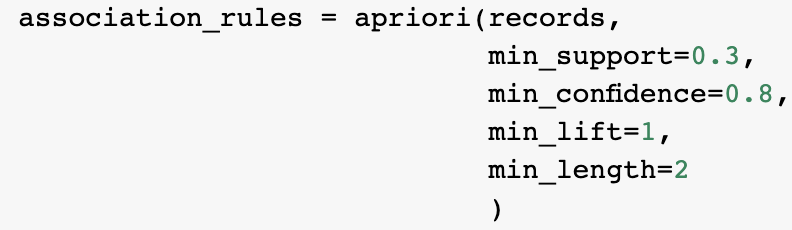 association_rules = apriori(records,
min_support=0.3,
min_confidence=0.8,
min_lift=1,
min_length=2
)